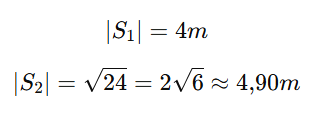 |S₁| = 4m
|S₂| = √24 = 2√6 ≈ 4,90m